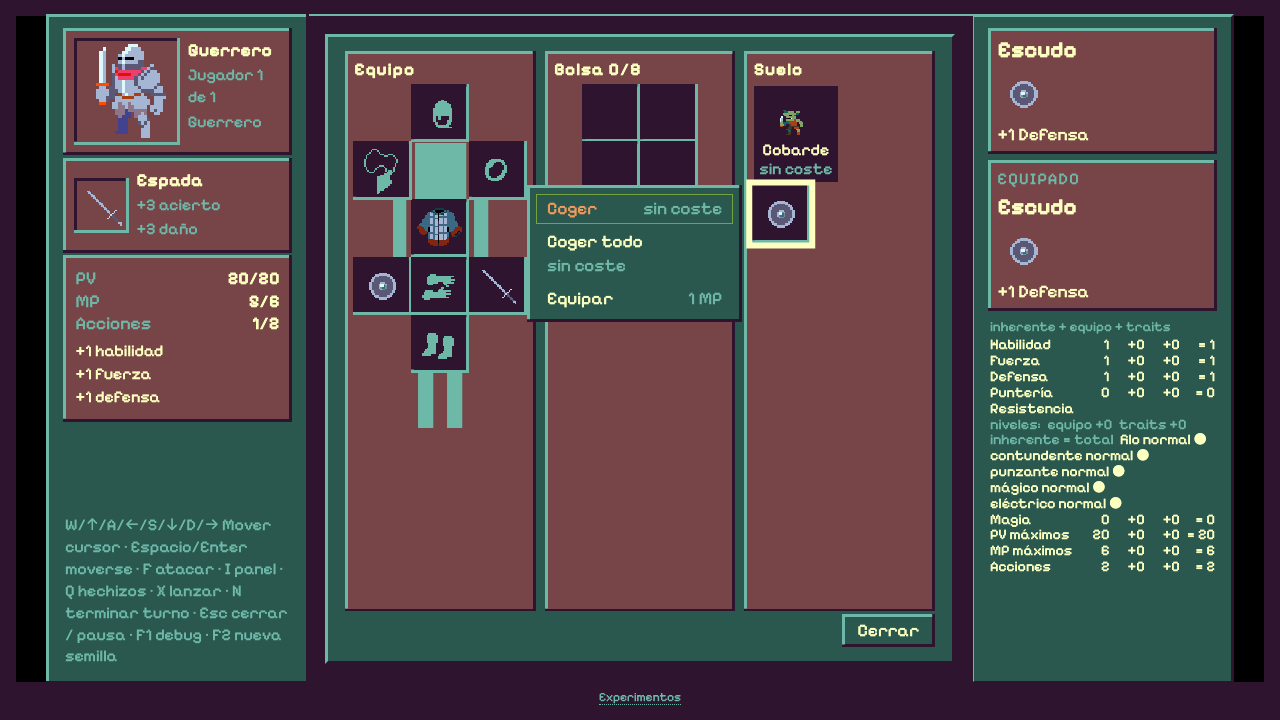 Guerrero
Jugador 1
de 1
Guerrero
Espada
+3 acierto
+3 daño
PV 20/20
MP 2/6
Acciones 1/2
+1 habilidad
+1 fuerza
+1 defensa
W/↑/A/←/S/↓/D/→ Mover
cursor · Espacio/Enter
moverse · F atacar · I panel ·
Q hechizos · X lanzar · N
terminar turno · Esc cerrar
/ pausa · F1 debug · F2 nueva
semilla
Equipo
Bolsa 0/8
Suelo
Cobarde
sin coste
Coger sin coste
Coger todo
sin coste
Equipar 1 MP
Cerrar
Escudo
+1 Defensa
EQUIPADO
Escudo
+1 Defensa
inherente + equipo + traits
Habilidad 1 +0 +0 = 1
Fuerza 1 +0 +0 = 1
Defensa 1 +0 +0 = 1
Puntería 0 +0 +0 = 0
Resistencia
niveles: equipo +0 traits +0
inherente = total filo normal
contundente normal
punzante normal
mágico normal
eléctrico normal
Magia 0 +0 +0 = 0
PV máximos 20 +0 +0 = 20
MP máximos 6 +0 +0 = 6
Acciones 2 +0 +0 = 2
Experimentos